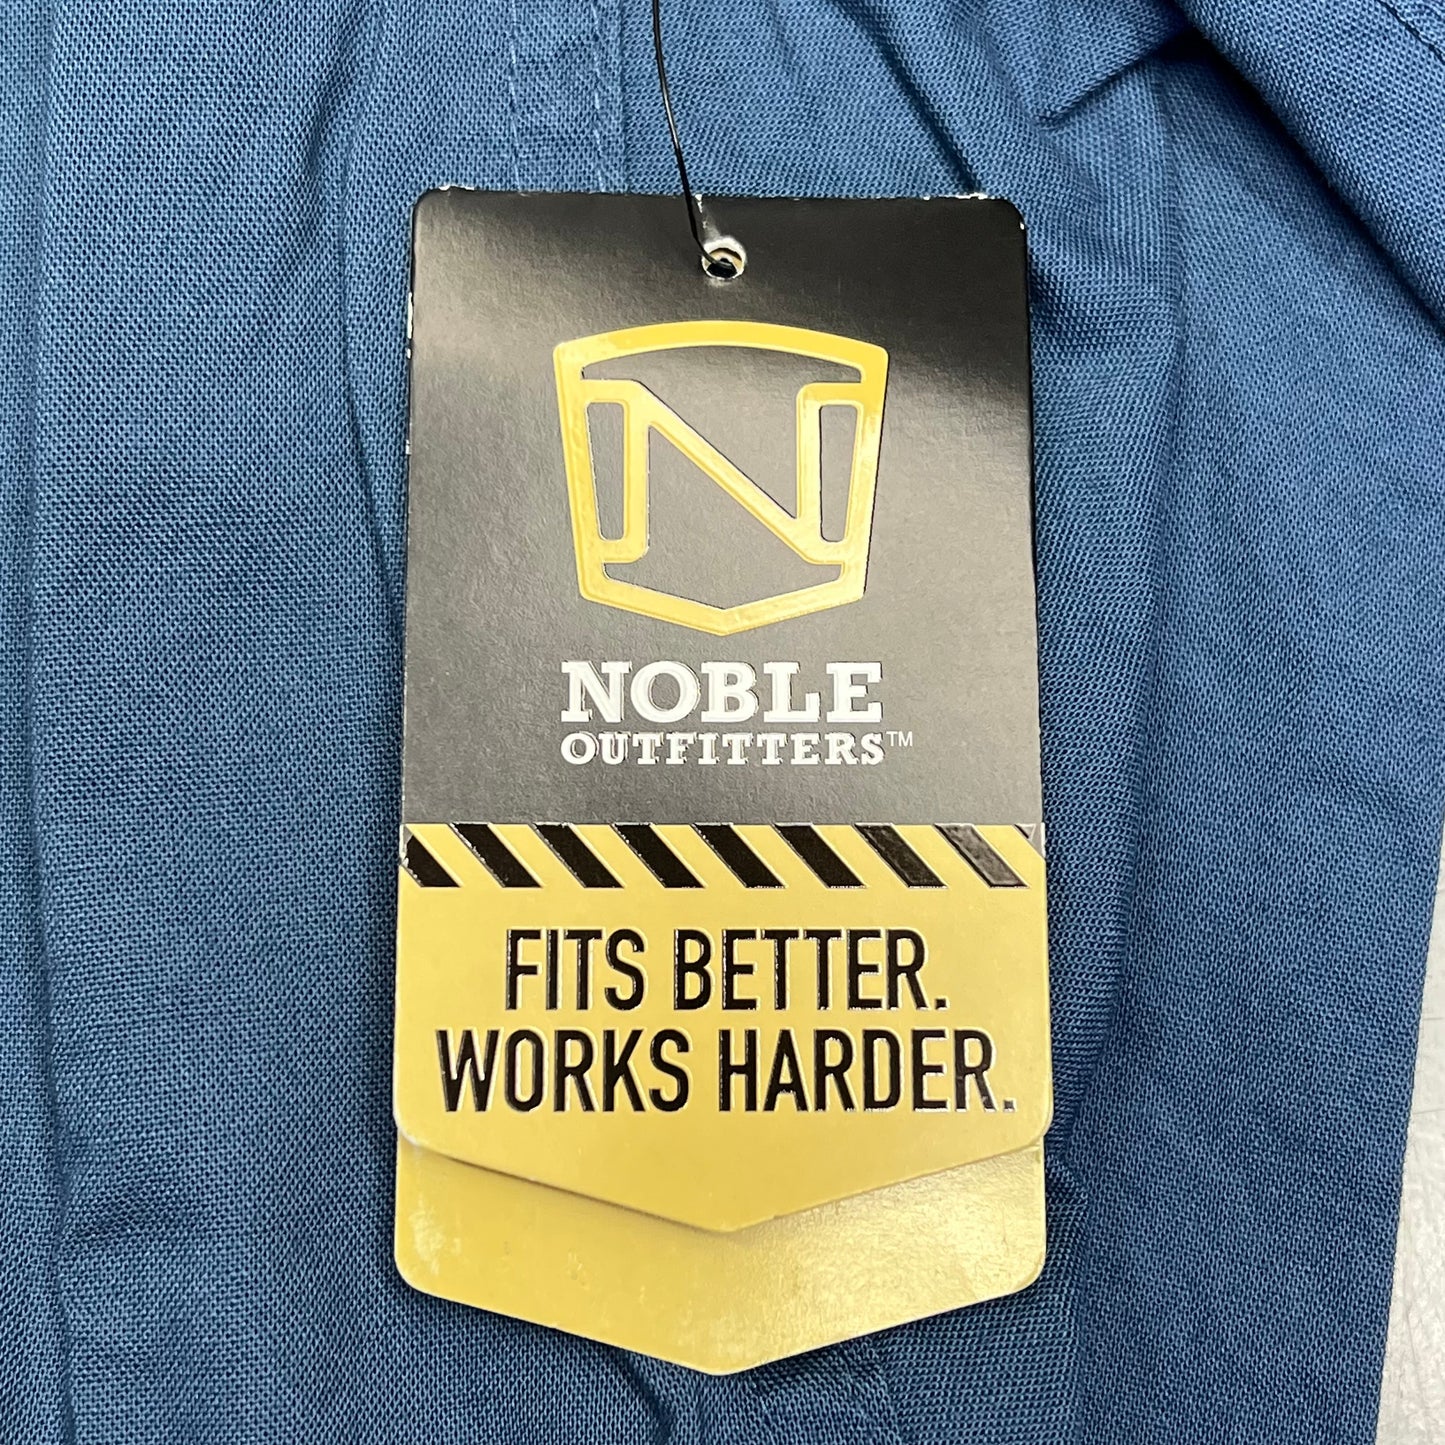 N
NOBLE
OUTFITTERS™
FITS BETTER.
WORKS HARDER.